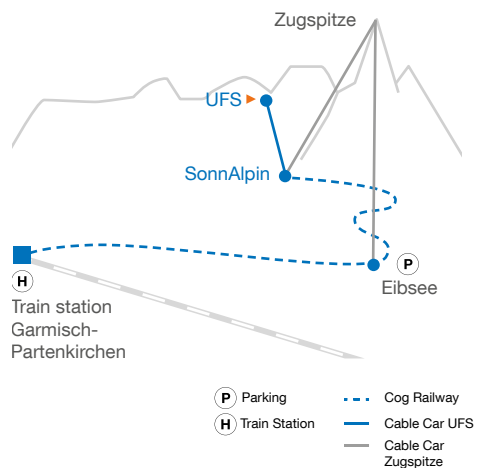 Zugspitze
UFS
SonnAlpin
P
Eibsee
H
Train station
Garmisch-
Partenkirchen
P Parking
H Train Station
Cog Railway
Cable Car UFS
Cable Car
Zugspitze